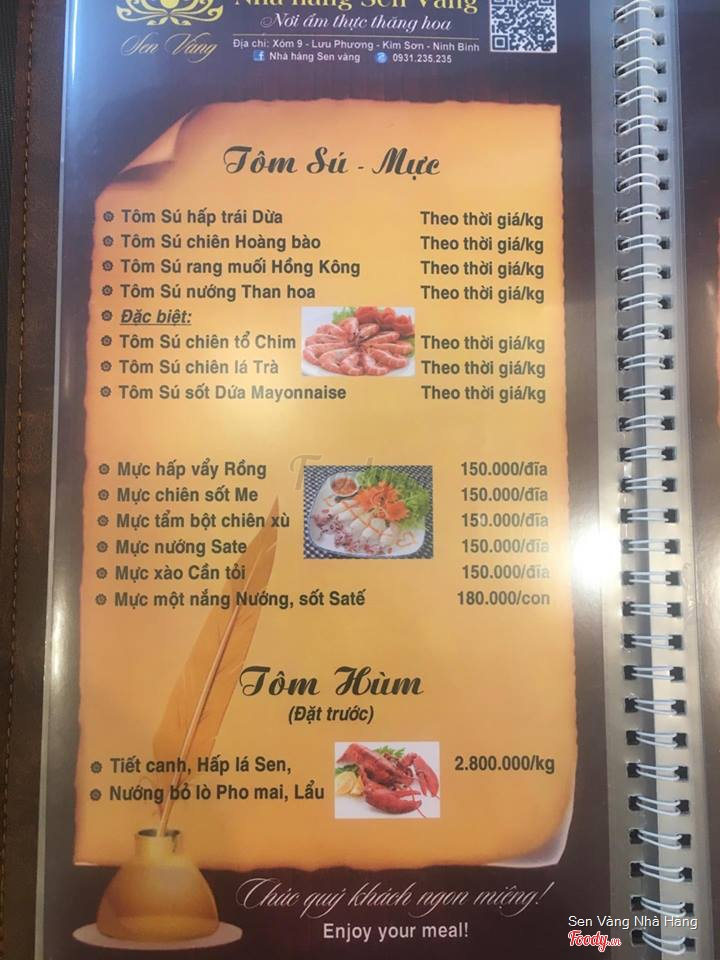 Nhà hàng Sen Vàng
Nơi ẩm thực thăng hoa
Sen Vàng
Địa chỉ: Xóm 9 - Lưu Phương - Kim Sơn - Ninh Bình
Nhà hàng Sen vàng 0931.235.235
Tôm Sú - Mực
Tôm Sú hấp trái Dừa Theo thời giá/kg
Tôm Sú chiên Hoàng bào Theo thời giá/kg
Tôm Sú rang muối Hồng Kông Theo thời giá/kg
Tôm Sú nướng Than hoa Theo thời giá/kg
Đặc biệt:
Tôm Sú chiên tổ Chim Theo thời giá/kg
Tôm Sú chiên lá Trà Theo thời giá/kg
Tôm Sú sốt Dứa Mayonnaise Theo thời giá/kg
Mực hấp vẩy Rồng 150.000/đĩa
Mực chiên sốt Me 150.000/đĩa
Mực tẩm bột chiên xù 150.000/đĩa
Mực nướng Sate 150.000/đĩa
Mực xào Cần tỏi 150.000/đĩa
Mực một nắng Nướng, sốt Satế 180.000/con
Tôm Hùm
(Đặt trước)
Tiết canh, Hấp lá Sen, 2.800.000/kg
Nướng bỏ lò Pho mai, Lẩu
Chúc quý khách ngon miệng!
Enjoy your meal!
Sen Vàng Nhà Hàng
Foody.vn